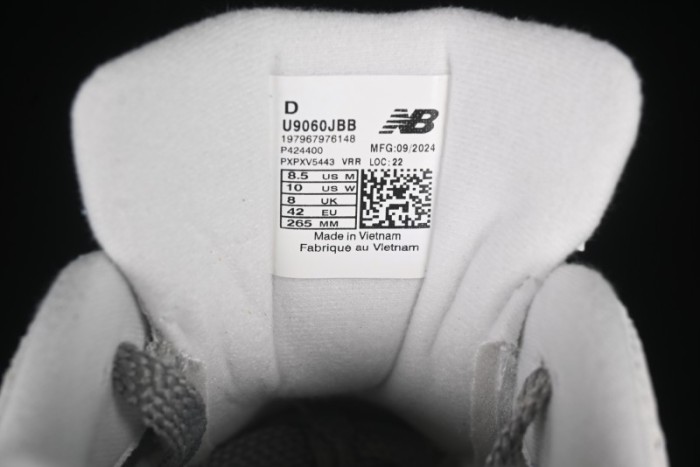 D
U9060JBB
NB
197967976148
P424400
MFG:09/2024
PXPXV5443 VRR LOC:22
8.5 US M
10 US W
8 UK
42 EU
265 MM
Made in Vietnam
Fabrique au Vietnam